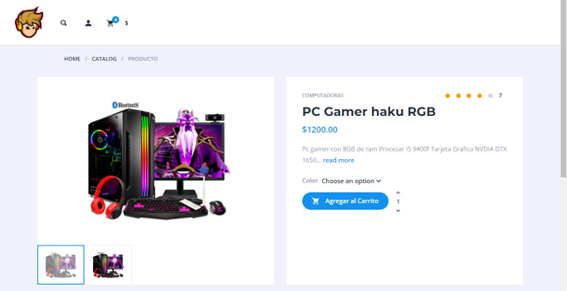 0 $
HOME / CATALOG / PRODUCTO
Bluetooth
COMPUTADORAS
7
PC Gamer haku RGB
$1200.00
Pc gamer con 8GB de ram Procesar I5 9400f Tarjeta Grafica NVDIA GTX
1650... read more
Color Choose an option
Agregar al Carrito 1